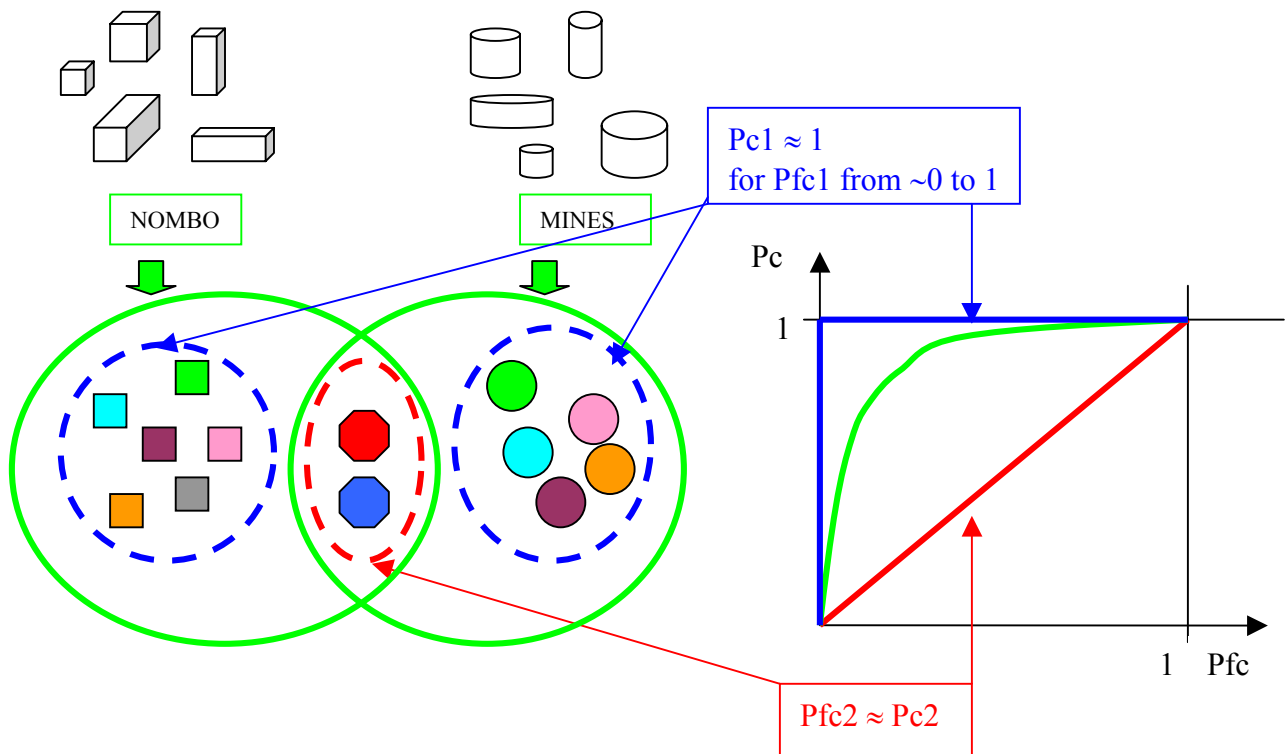 Pc1 ≈ 1
for Pfc1 from ~0 to 1
NOMBO
MINES
Pc
1
1
Pfc
Pfc2 ≈ Pc2